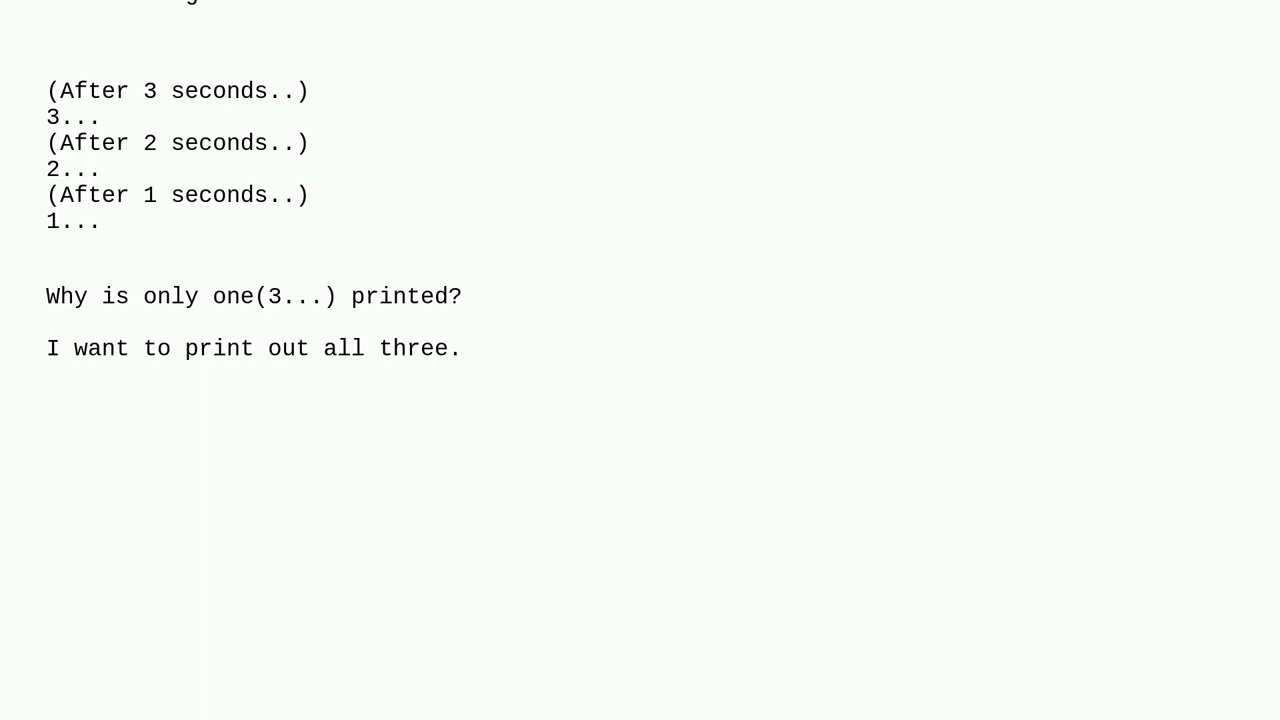 (After 3 seconds..)
3...
(After 2 seconds..)
2...
(After 1 seconds..)
1...
Why is only one(3...) printed?
I want to print out all three.